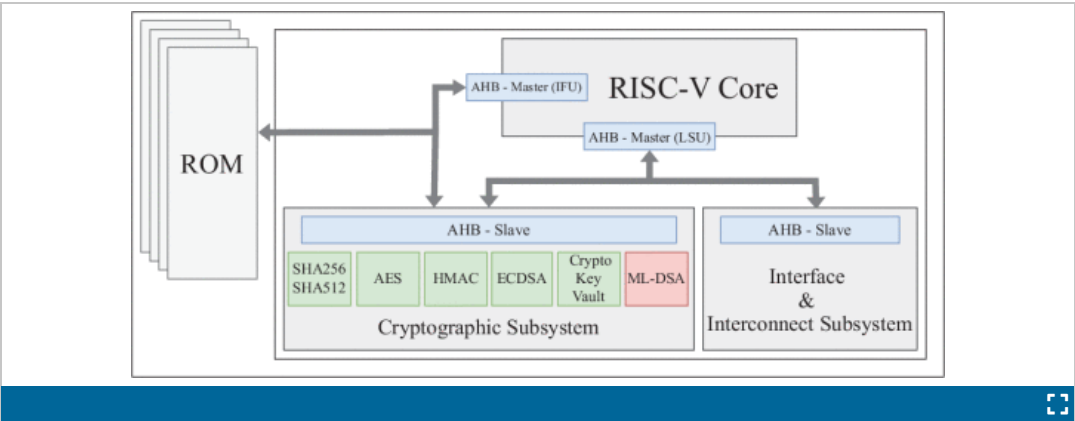 AHB - Master (IFU)
RISC-V Core
AHB - Master (LSU)
ROM
AHB - Slave
SHA256
SHA512
AES
HMAC
ECDSA
Crypto
Key
Vault
ML-DSA
Cryptographic Subsystem
AHB - Slave
Interface
&
Interconnect Subsystem